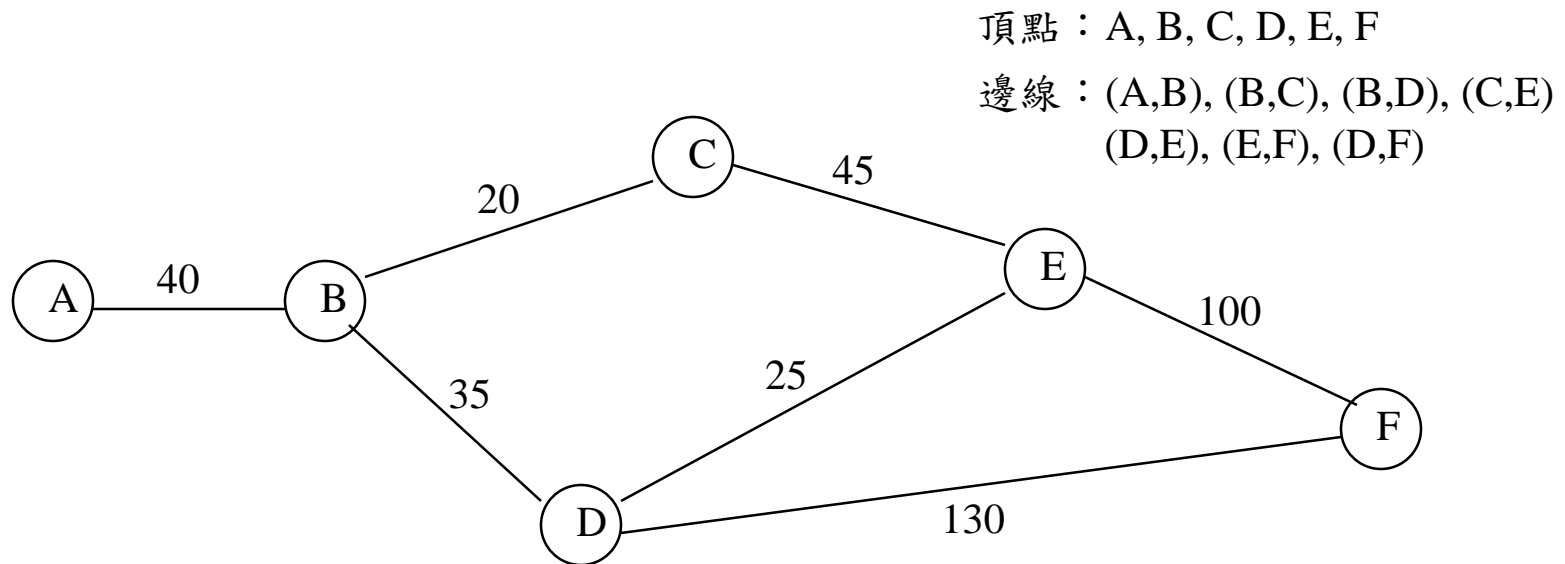 頂點：A, B, C, D, E, F
邊線：(A,B), (B,C), (B,D), (C,E)
(D,E), (E,F), (D,F)
C
45
20
E
A
40
B
100
25
35
F
D
130